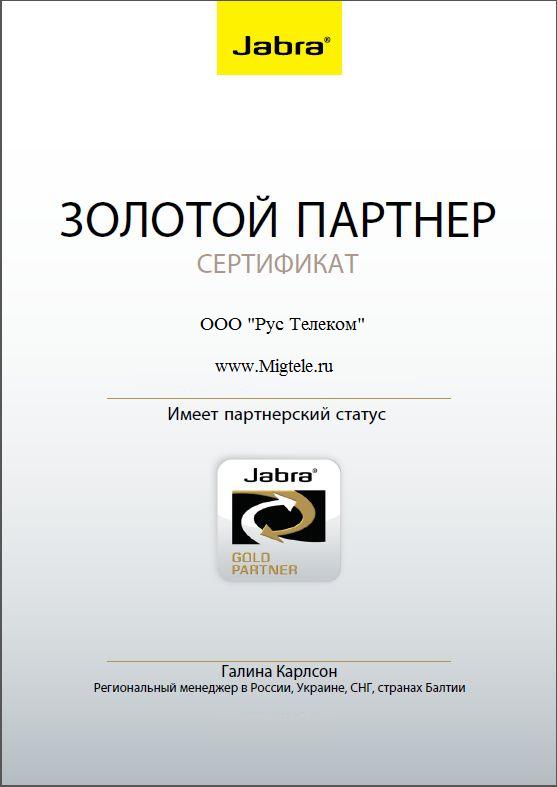 Jabra®
ЗОЛОТОЙ ПАРТНЕР
СЕРТИФИКАТ
ООО "Рус Телеком"
www.Migtele.ru
Имеет партнерский статус
Jabra®
GOLD
PARTNER
Галина Карлсон
Региональный менеджер в России, Украине, СНГ, странах Балтии